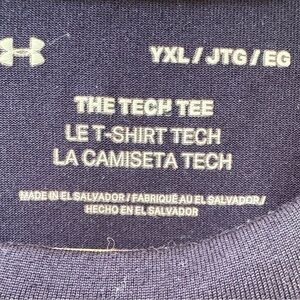 YXL / JTG / EG
THE TECH TEE
LE T-SHIRT TECH
LA CAMISETA TECH
MADE IN EL SALVADOR / FABRIQUÉ AU EL SALVADOR /
HECHO EN EL SALVADOR